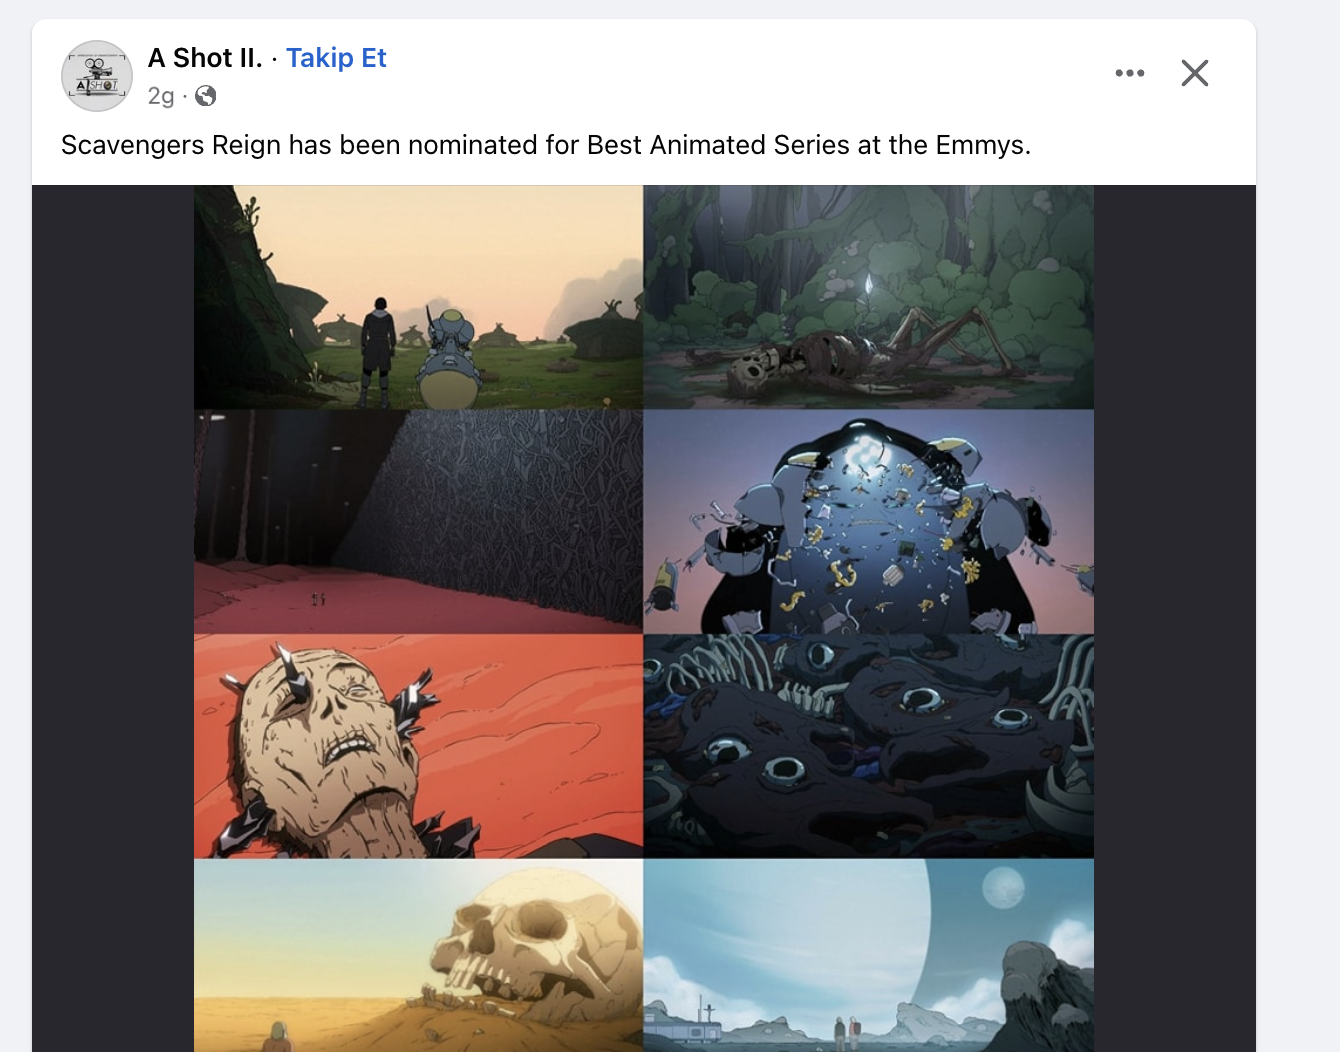 A Shot II. · Takip Et
2g ·
Scavengers Reign has been nominated for Best Animated Series at the Emmys.
A SHOT